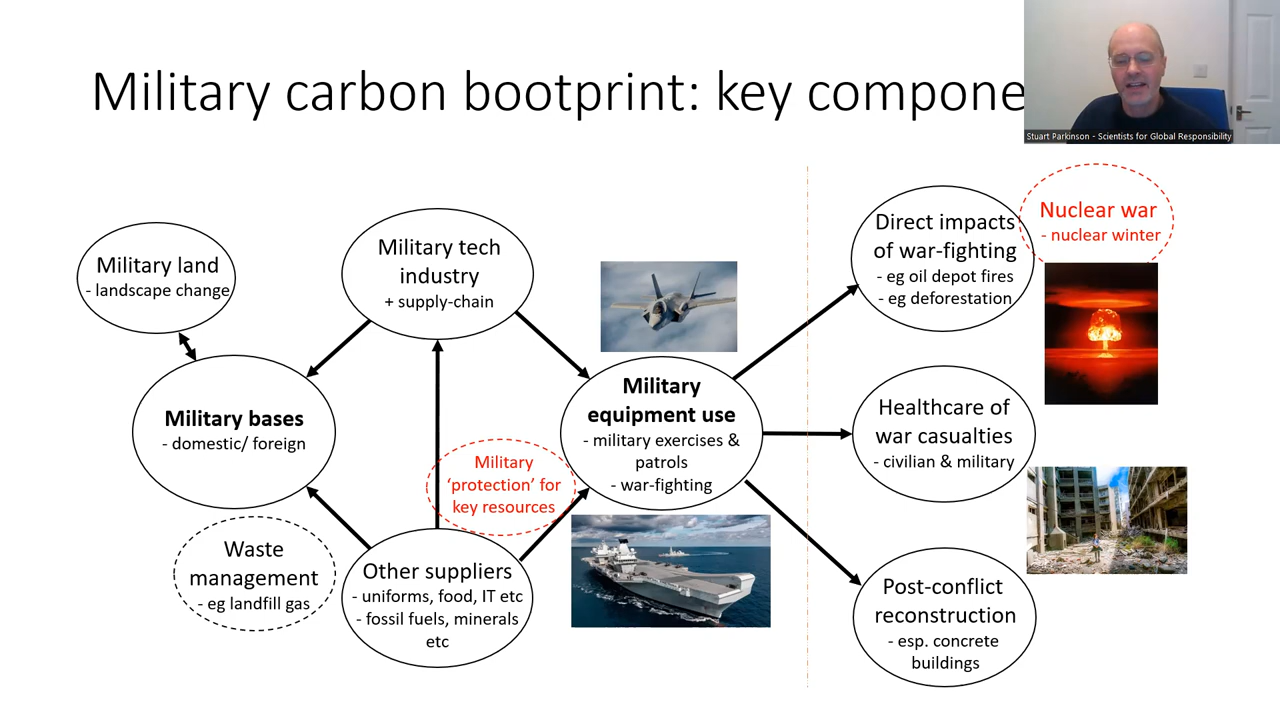 Military carbon bootprint: key compone
Stuart Parkinson - Scientists for Global Responsibility
Military land
- landscape change
Military tech
industry
+ supply-chain
Direct impacts
of war-fighting
- eg oil depot fires
- eg deforestation
Nuclear war
- nuclear winter
Military bases
- domestic/ foreign
Military
equipment use
- military exercises &
patrols
- war-fighting
Healthcare of
war casualties
- civilian & military
Military
‘protection’ for
key resources
Waste
management
- eg landfill gas
Other suppliers
- uniforms, food, IT etc
- fossil fuels, minerals
etc
Post-conflict
reconstruction
- esp. concrete
buildings